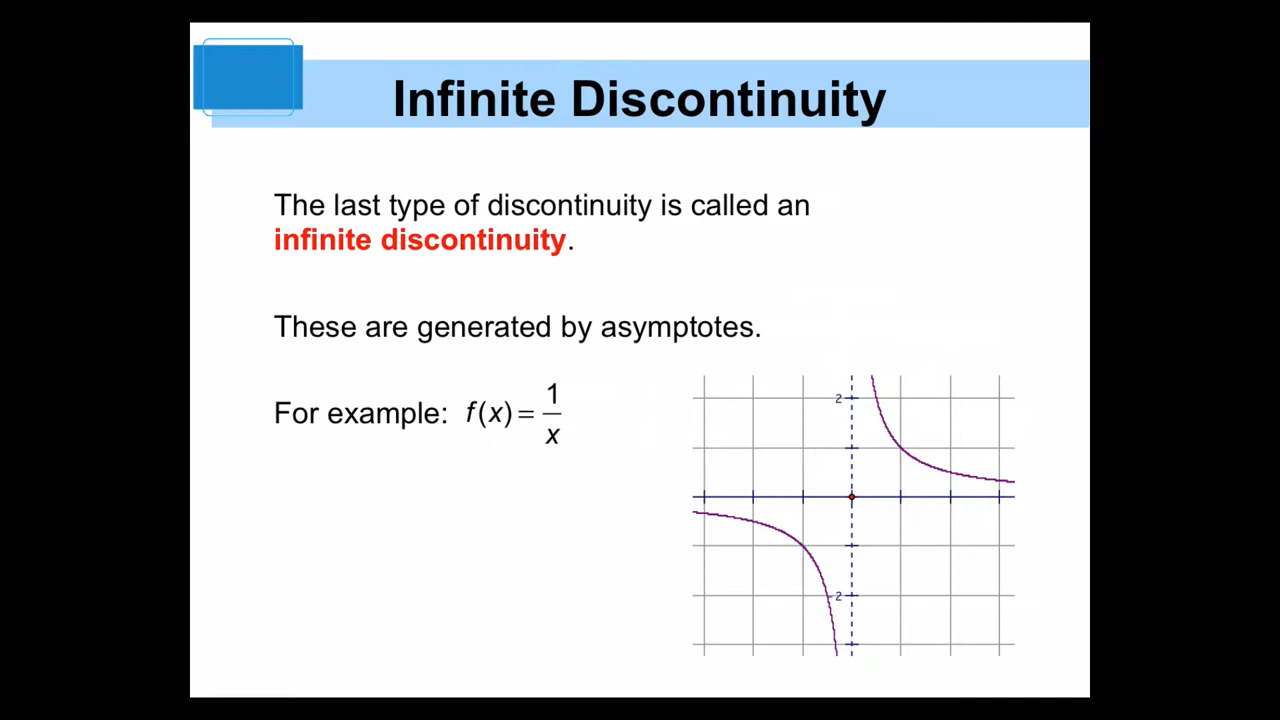 Infinite Discontinuity
The last type of discontinuity is called an
infinite discontinuity.
These are generated by asymptotes.
For example: f(x) = 1/x
2
-2